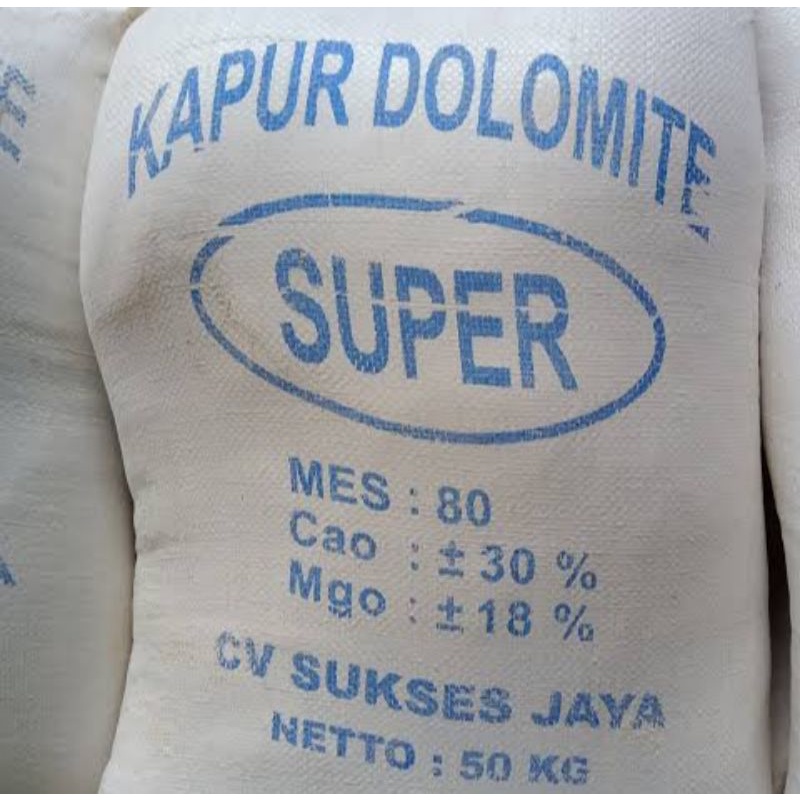 KAPUR DOLOMITE
SUPER
MES : 80
Cao : ± 30 %
Mgo : ± 18 %
CV SUKSES JAYA
NETTO : 50 KG